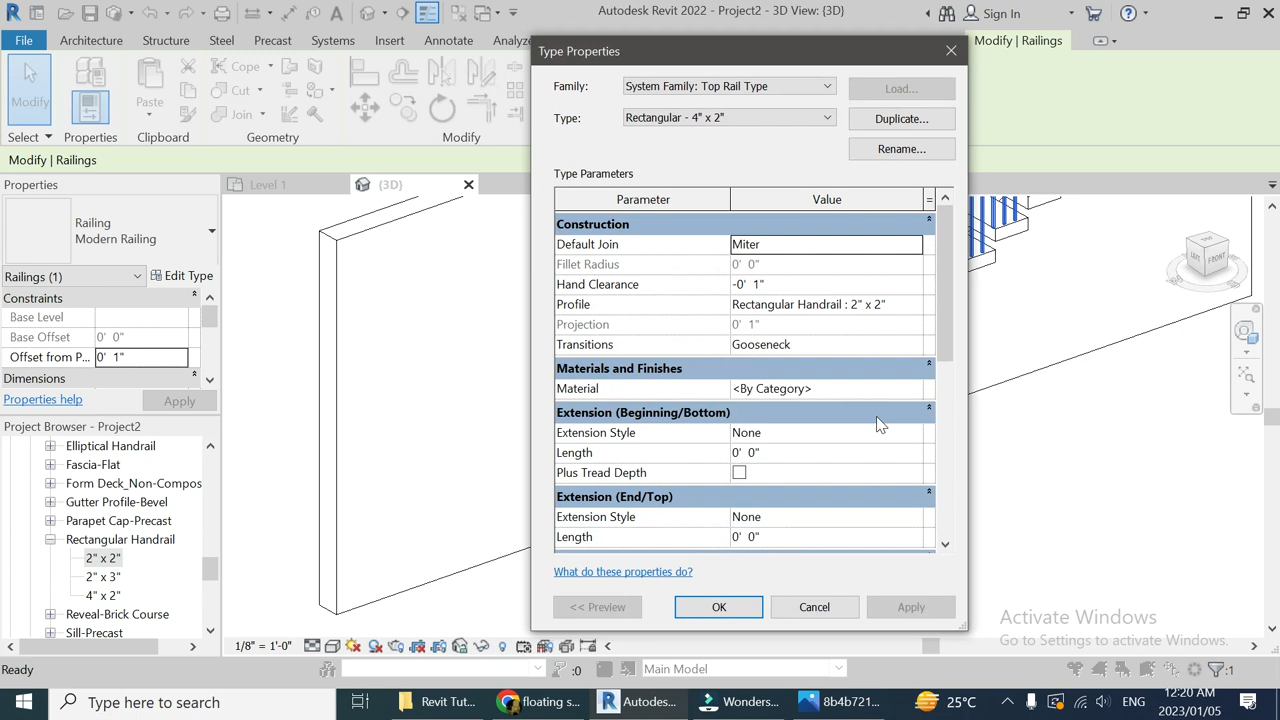 Autodesk Revit 2022 - Project2 - 3D View: {3D}
Sign In
File Architecture Structure Steel Precast Systems Insert Annotate Analyze
Modify | Railings
Modify
Paste
Cope
Cut
Join
Select Properties Clipboard Geometry Modify
Modify | Railings
Properties
Level 1
{3D}
Railing
Modern Railing
Railings (1)
Edit Type
Constraints
Base Level
Base Offset 0' 0"
Offset from P... 0' 1"
Dimensions
Properties help
Apply
Project Browser - Project2
Elliptical Handrail
Fascia-Flat
Form Deck_Non-Compos
Gutter Profile-Bevel
Parapet Cap-Precast
Rectangular Handrail
2" x 2"
2" x 3"
4" x 2"
Reveal-Brick Course
Sill-Precast
Type Properties
Family: System Family: Top Rail Type
Load...
Type: Rectangular - 4" x 2"
Duplicate...
Rename...
Type Parameters
Parameter Value =
Construction
Default Join Miter
Fillet Radius 0' 0"
Hand Clearance -0' 1"
Profile Rectangular Handrail : 2" x 2"
Projection 0' 1"
Transitions Gooseneck
Materials and Finishes
Material <By Category>
Extension (Beginning/Bottom)
Extension Style None
Length 0' 0"
Plus Tread Depth
Extension (End/Top)
Extension Style None
Length 0' 0"
What do these properties do?
<< Preview OK Cancel Apply
LEFT FRONT
Activate Windows
Go to Settings to activate Windows.
1/8" = 1'-0"
Ready
:0
Main Model
:1
Type here to search
Revit Tut...
floating s...
Autodes...
Wonders...
8b4b721...
25°C
ENG
12:20 AM
2023/01/05